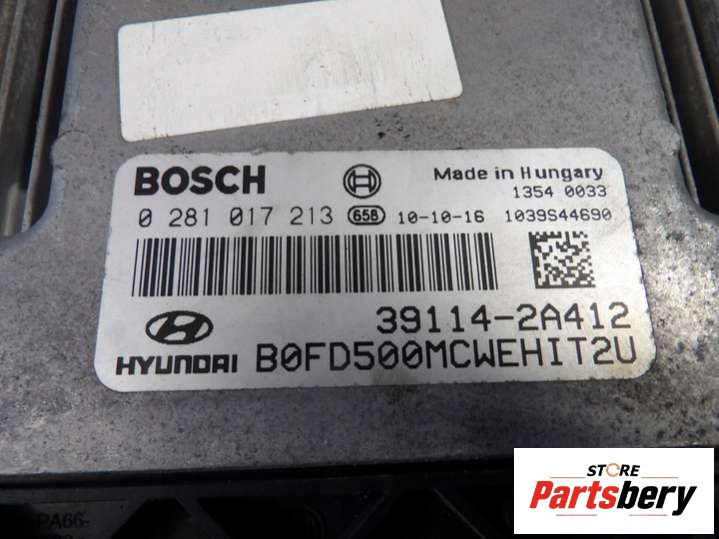 BOSCH
Made in Hungary
1354 0033
0 281 017 213 658 10-10-16 1039S44690
39114-2A412
HYUNDAI B0FD500MCWEHIT2U
PA66-
STORE
Partsbery